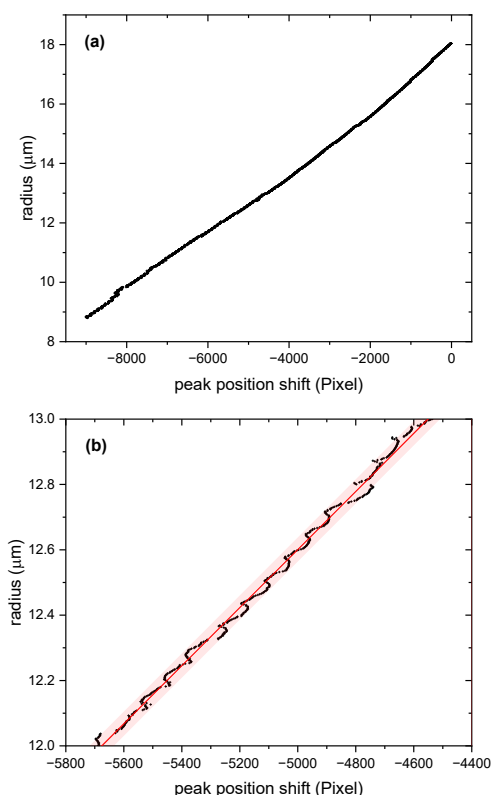 (a)
18
16
14
12
10
8
radius (μm)
−8000 −6000 −4000 −2000 0
peak position shift (Pixel)
(b)
13.0
12.8
12.6
12.4
12.2
12.0
radius (μm)
−5800 −5600 −5400 −5200 −5000 −4800 −4600 −4400
peak position shift (Pixel)